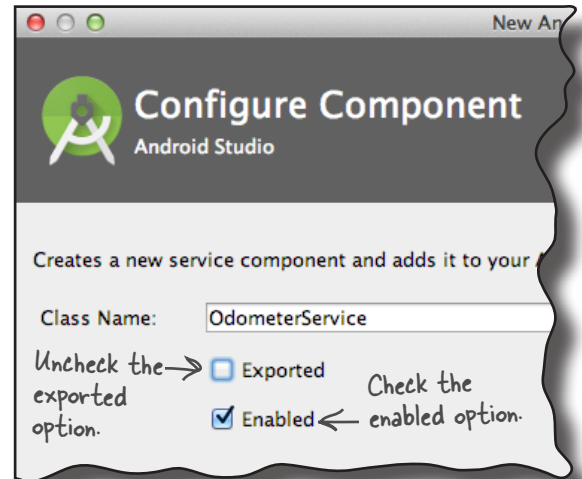 New An
Configure Component
Android Studio
Creates a new service component and adds it to your
Class Name: OdometerService
Uncheck the
exported
option.
Exported
Check the
enabled option.
Enabled